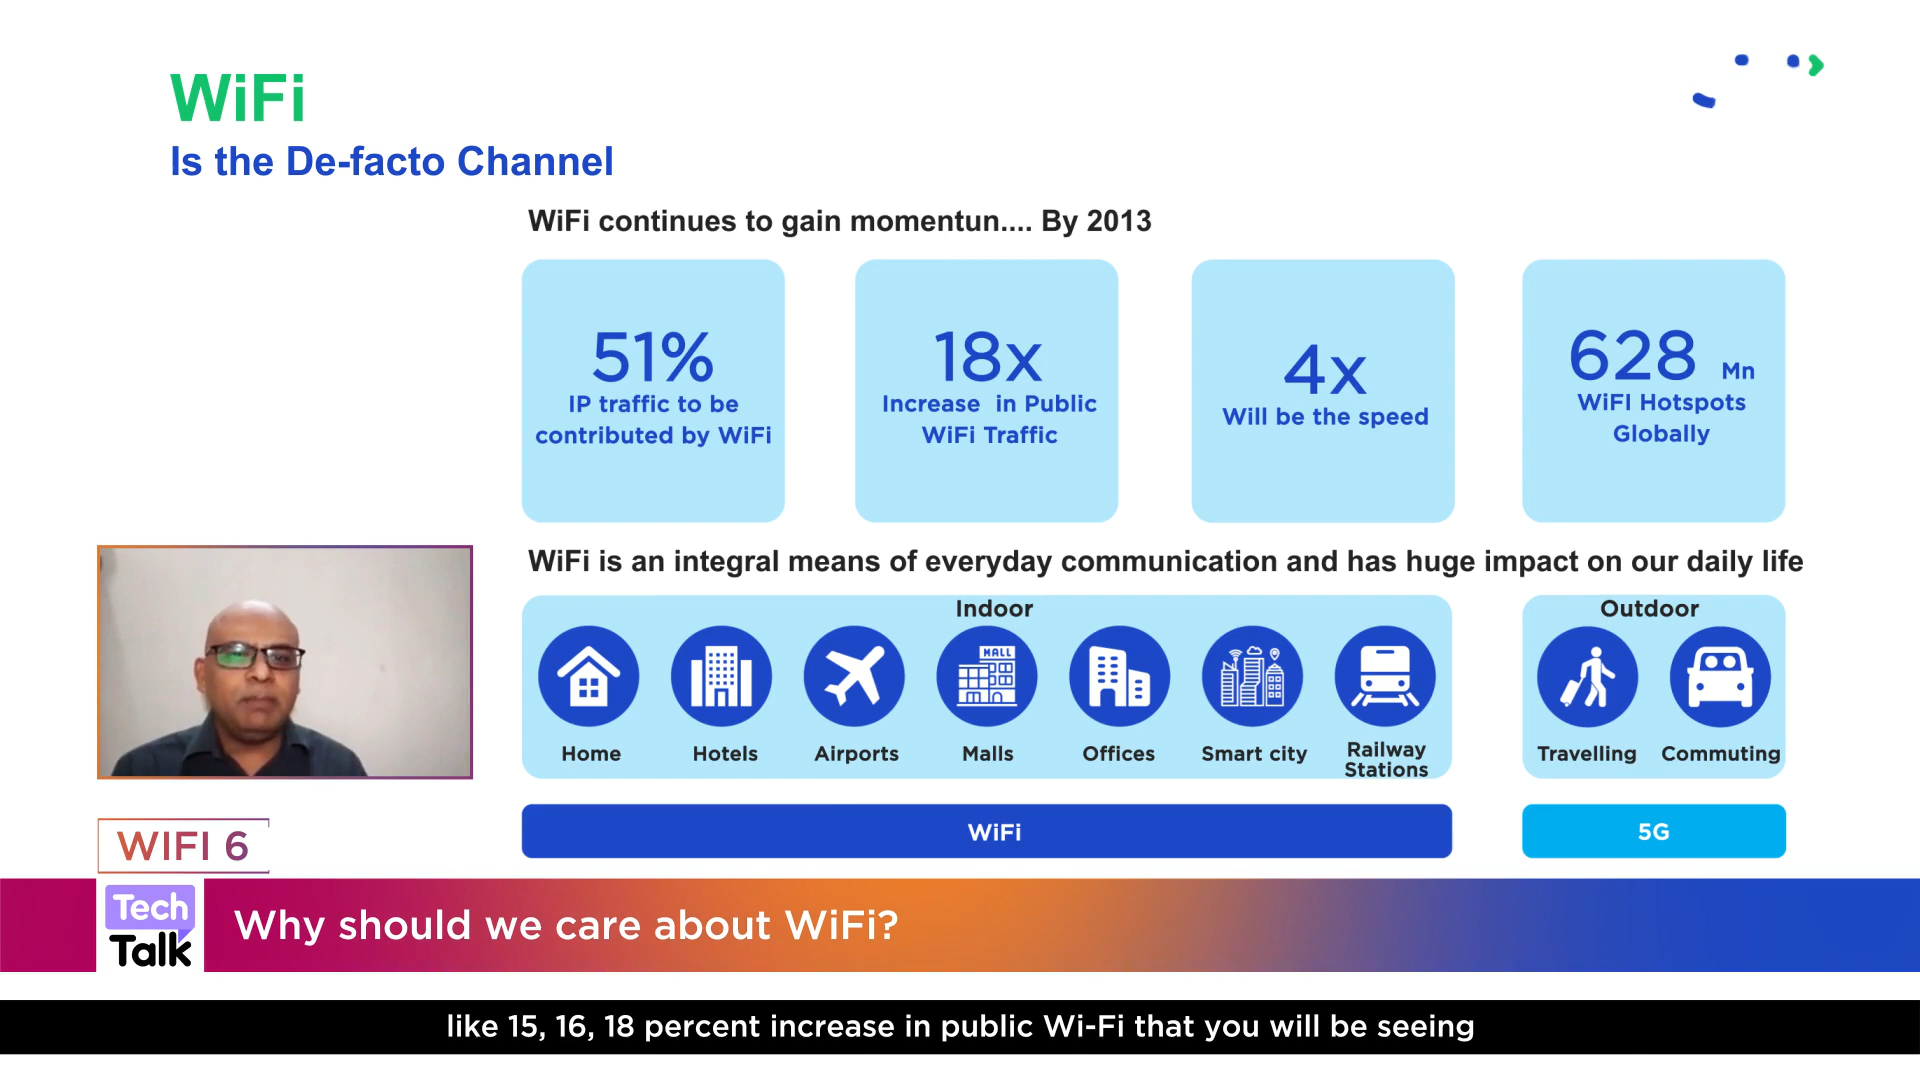 WiFi
Is the De-facto Channel
WiFi continues to gain momentun.... By 2013
51%
IP traffic to be
contributed by WiFi
18x
Increase in Public
WiFi Traffic
4x
Will be the speed
628 Mn
WiFI Hotspots
Globally
WiFi is an integral means of everyday communication and has huge impact on our daily life
Indoor
MALL
Home
Hotels
Airports
Malls
Offices
Smart city
Railway
Stations
Outdoor
Travelling
Commuting
WiFi
5G
WIFI 6
Tech
Talk
Why should we care about WiFi?
like 15, 16, 18 percent increase in public Wi-Fi that you will be seeing